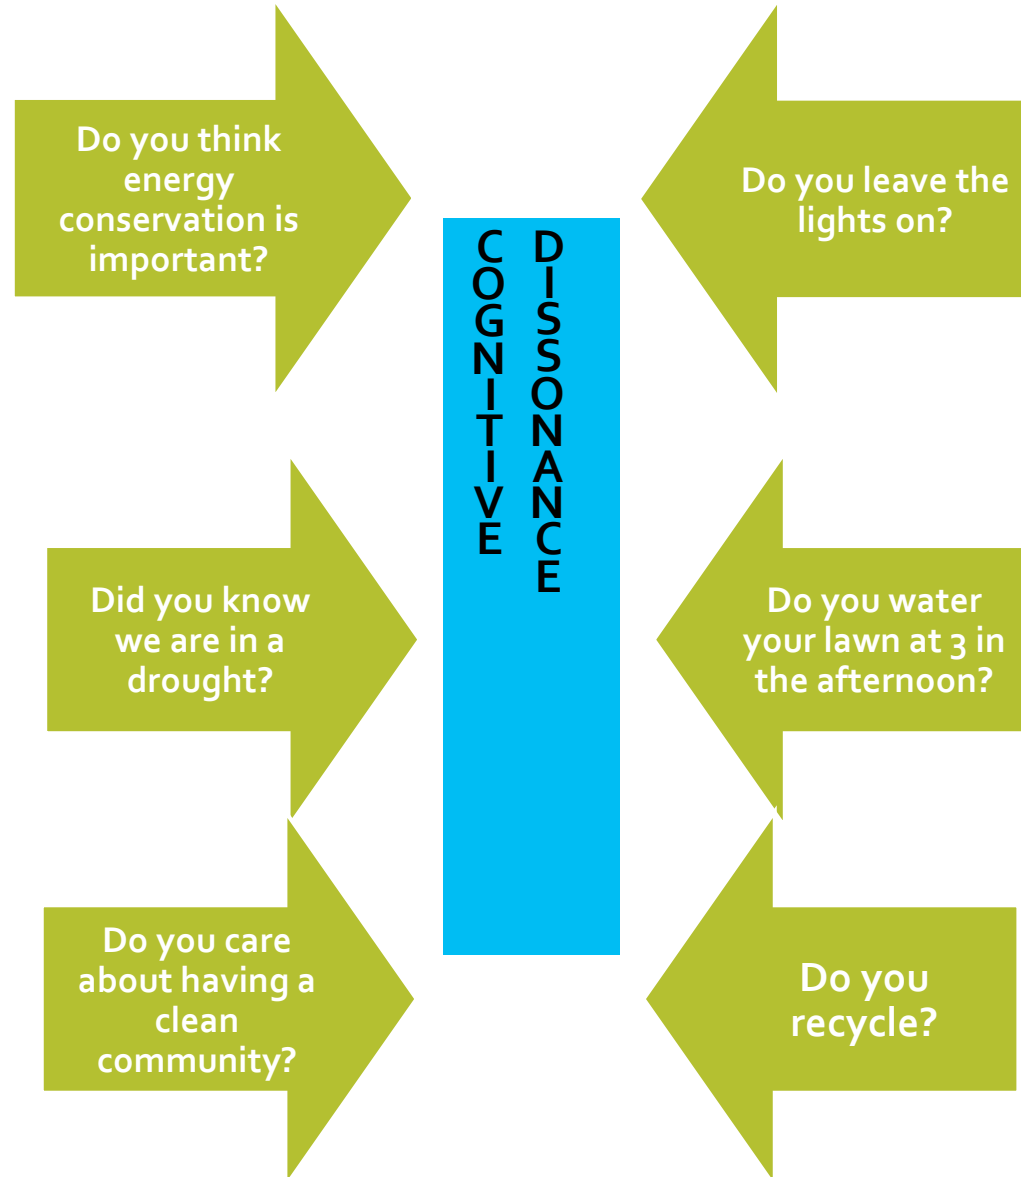 Do you think
energy
conservation is
important?
Do you leave the
lights on?
COGNITIVE
DISSONANCE
Did you know
we are in a
drought?
Do you water
your lawn at 3 in
the afternoon?
Do you care
about having a
clean
community?
Do you
recycle?